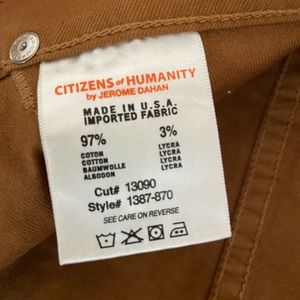 CITIZENS of HUMANITY
by JEROME DAHAN
MADE IN U.S.A.
IMPORTED FABRIC
97% 3%
COTON LYCRA
COTTON LYCRA
BAUMWOLLE LYCRA
ALGODON LYCRA
Cut# 13090
Style# 1387-870
SEE CARE ON REVERSE